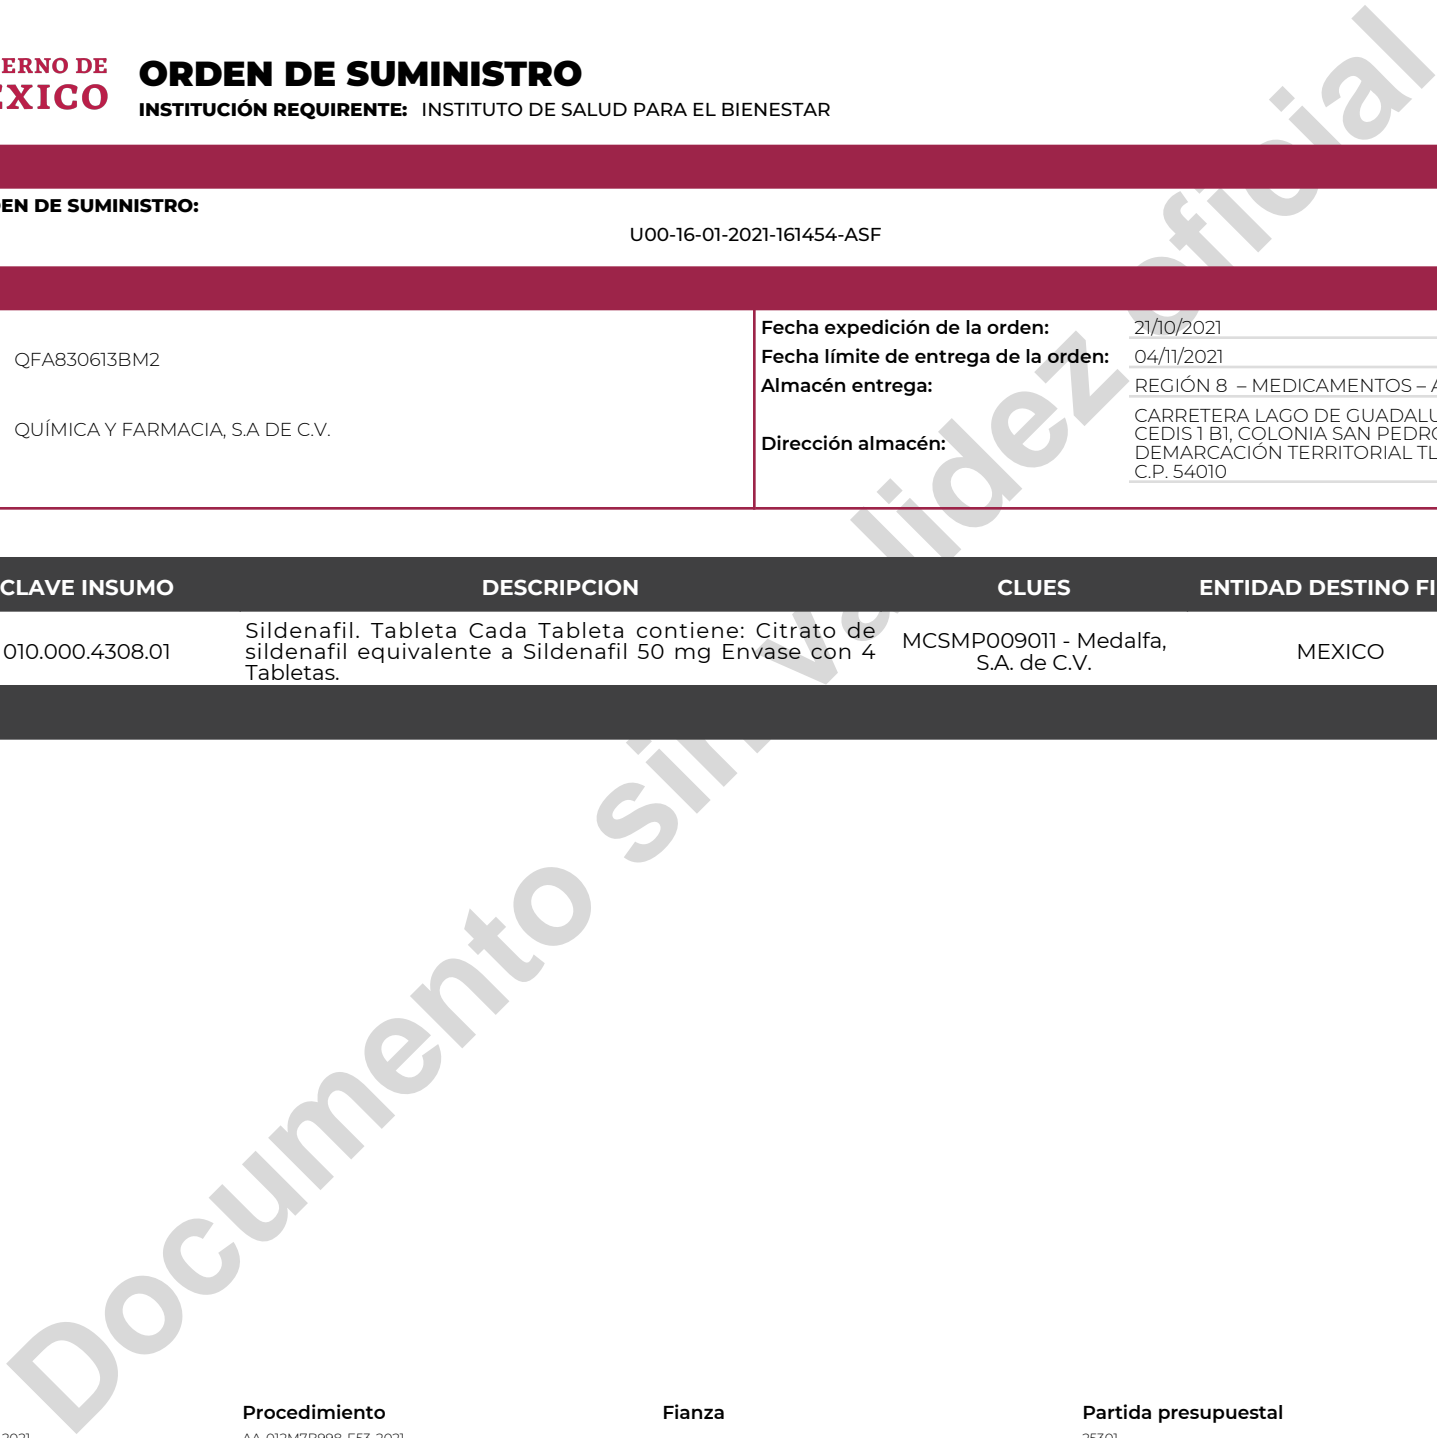 ERNO DE
EXICO
ORDEN DE SUMINISTRO
INSTITUCIÓN REQUIRENTE: INSTITUTO DE SALUD PARA EL BIENESTAR
EN DE SUMINISTRO:
U00-16-01-2021-161454-ASF
QFA830613BM2
QUÍMICA Y FARMACIA, S.A DE C.V.
Fecha expedición de la orden: 21/10/2021
Fecha límite de entrega de la orden: 04/11/2021
Almacén entrega: REGIÓN 8 – MEDICAMENTOS – A
Dirección almacén:
CARRETERA LAGO DE GUADALU
CEDIS 1 B1, COLONIA SAN PEDRO
DEMARCACIÓN TERRITORIAL TL
C.P. 54010
CLAVE INSUMO DESCRIPCION CLUES ENTIDAD DESTINO FI
010.000.4308.01
Sildenafil. Tableta Cada Tableta contiene: Citrato de
sildenafil equivalente a Sildenafil 50 mg Envase con 4
Tabletas.
MCSMP009011 - Medalfa,
S.A. de C.V.
MEXICO
Documento sin validez oficial
Procedimiento Fianza Partida presupuestal